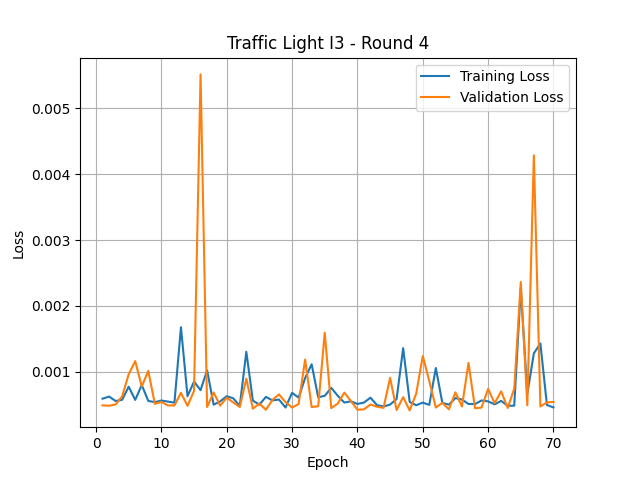 Traffic Light I3 - Round 4
Training Loss
Validation Loss
Loss
0.005
0.004
0.003
0.002
0.001
0 10 20 30 40 50 60 70
Epoch